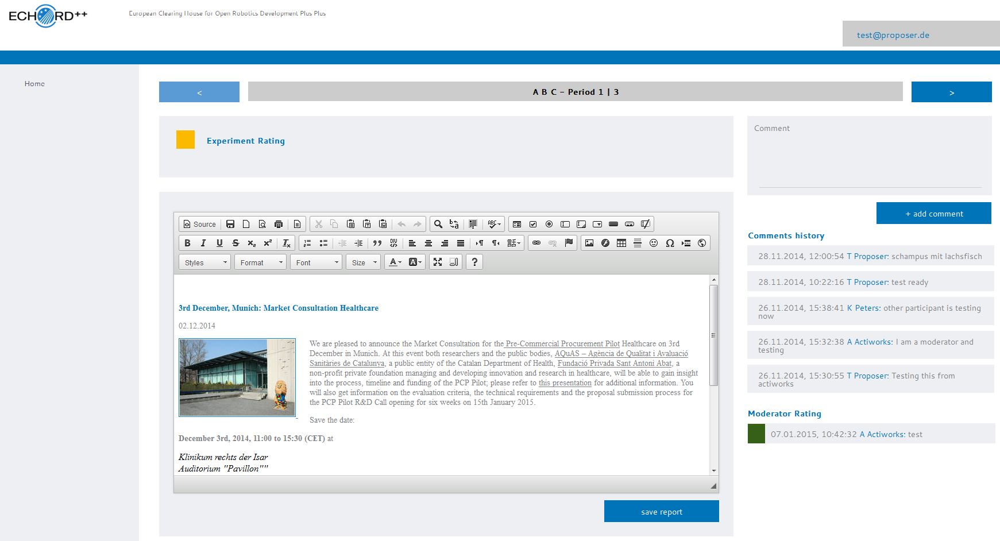 ECHORD++
European Clearing House for Open Robotics Development Plus Plus
test@proposer.de
Home
<
A B C – Period 1 | 3
>
Experiment Rating
Comment
+ add comment
Comments history
28.11.2014, 12:00:54 T Proposer: schampus mit lachsfisch
28.11.2014, 10:22:16 T Proposer: test ready
26.11.2014, 15:38:41 K Peters: other participant is testing
now
26.11.2014, 15:32:38 A Actiworks: I am a moderator and
testing
26.11.2014, 15:30:55 T Proposer: Testing this from
actiworks
Moderator Rating
07.01.2015, 10:42:32 A Actiworks: test
Source
Styles
Format
Font
Size
3rd December, Munich: Market Consultation Healthcare
02.12.2014
We are pleased to announce the Market Consultation for the Pre-Commercial Procurement Pilot Healthcare on 3rd
December in Munich. At this event both researchers and the public bodies, AQuAS – Agència de Qualitat i Avaluació
Sanitàries de Catalunya, a public entity of the Catalan Department of Health, Fundació Privada Sant Antoni Abat, a
non-profit private foundation managing and developing innovation and research in healthcare, will be able to gain insight
into the process, timeline and funding of the PCP Pilot; please refer to this presentation for additional information. You
will also get information on the evaluation criteria, the technical requirements and the proposal submission process for
the PCP Pilot R&D Call opening for six weeks on 15th January 2015.
Save the date:
December 3rd, 2014, 11:00 to 15:30 (CET) at
Klinikum rechts der Isar
Auditorium "Pavillon""
save report